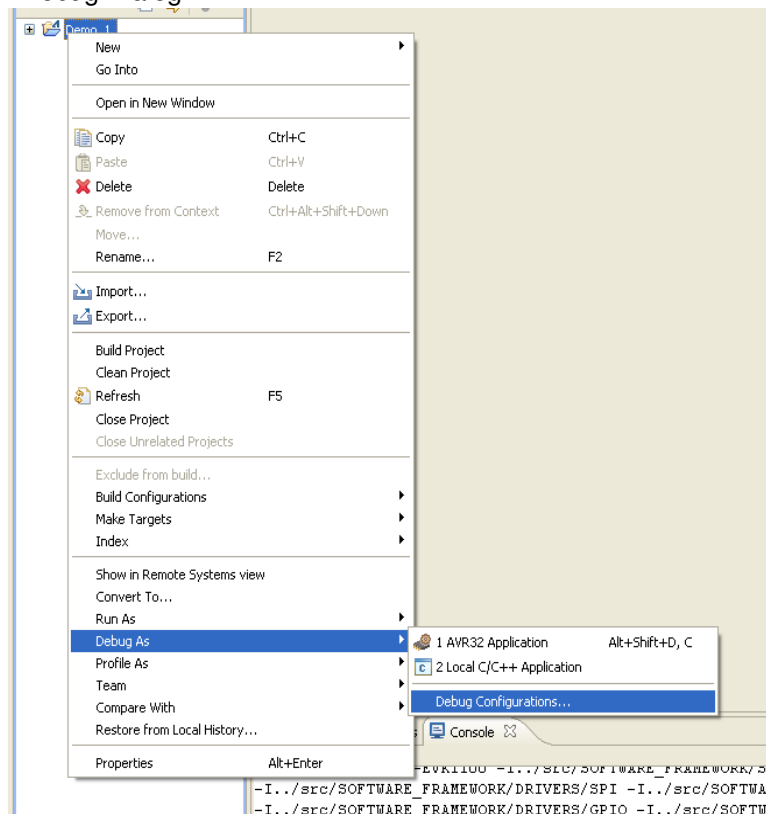 Demo_1
New
Go Into
Open in New Window
Copy Ctrl+C
Paste Ctrl+V
Delete Delete
Remove from Context Ctrl+Alt+Shift+Down
Move...
Rename... F2
Import...
Export...
Build Project
Clean Project
Refresh F5
Close Project
Close Unrelated Projects
Exclude from build...
Build Configurations
Make Targets
Index
Show in Remote Systems view
Convert To...
Run As
Debug As
1 AVR32 Application Alt+Shift+D, C
Profile As
2 Local C/C++ Application
Team
Compare With
Debug Configurations...
Restore from Local History...
Console
Properties Alt+Enter
-EVK1100 -I../src/SOFTWARE_FRAMEWORK/S
-I../src/SOFTWARE_FRAMEWORK/DRIVERS/SPI -I../src/SOFTWA
-I../src/SOFTWARE_FRAMEWORK/DRIVERS/GPIO -I../src/SOFTW